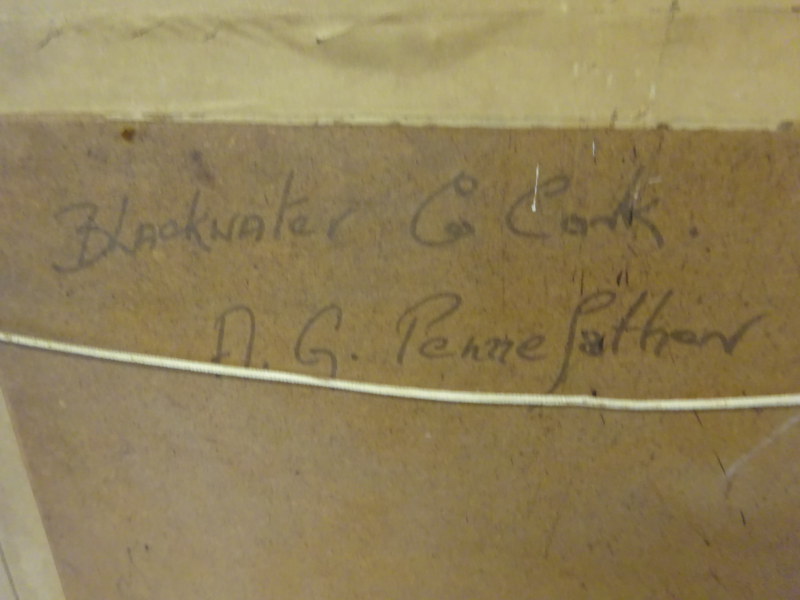 Blackwater Co Cork.
A. G. Pennefather